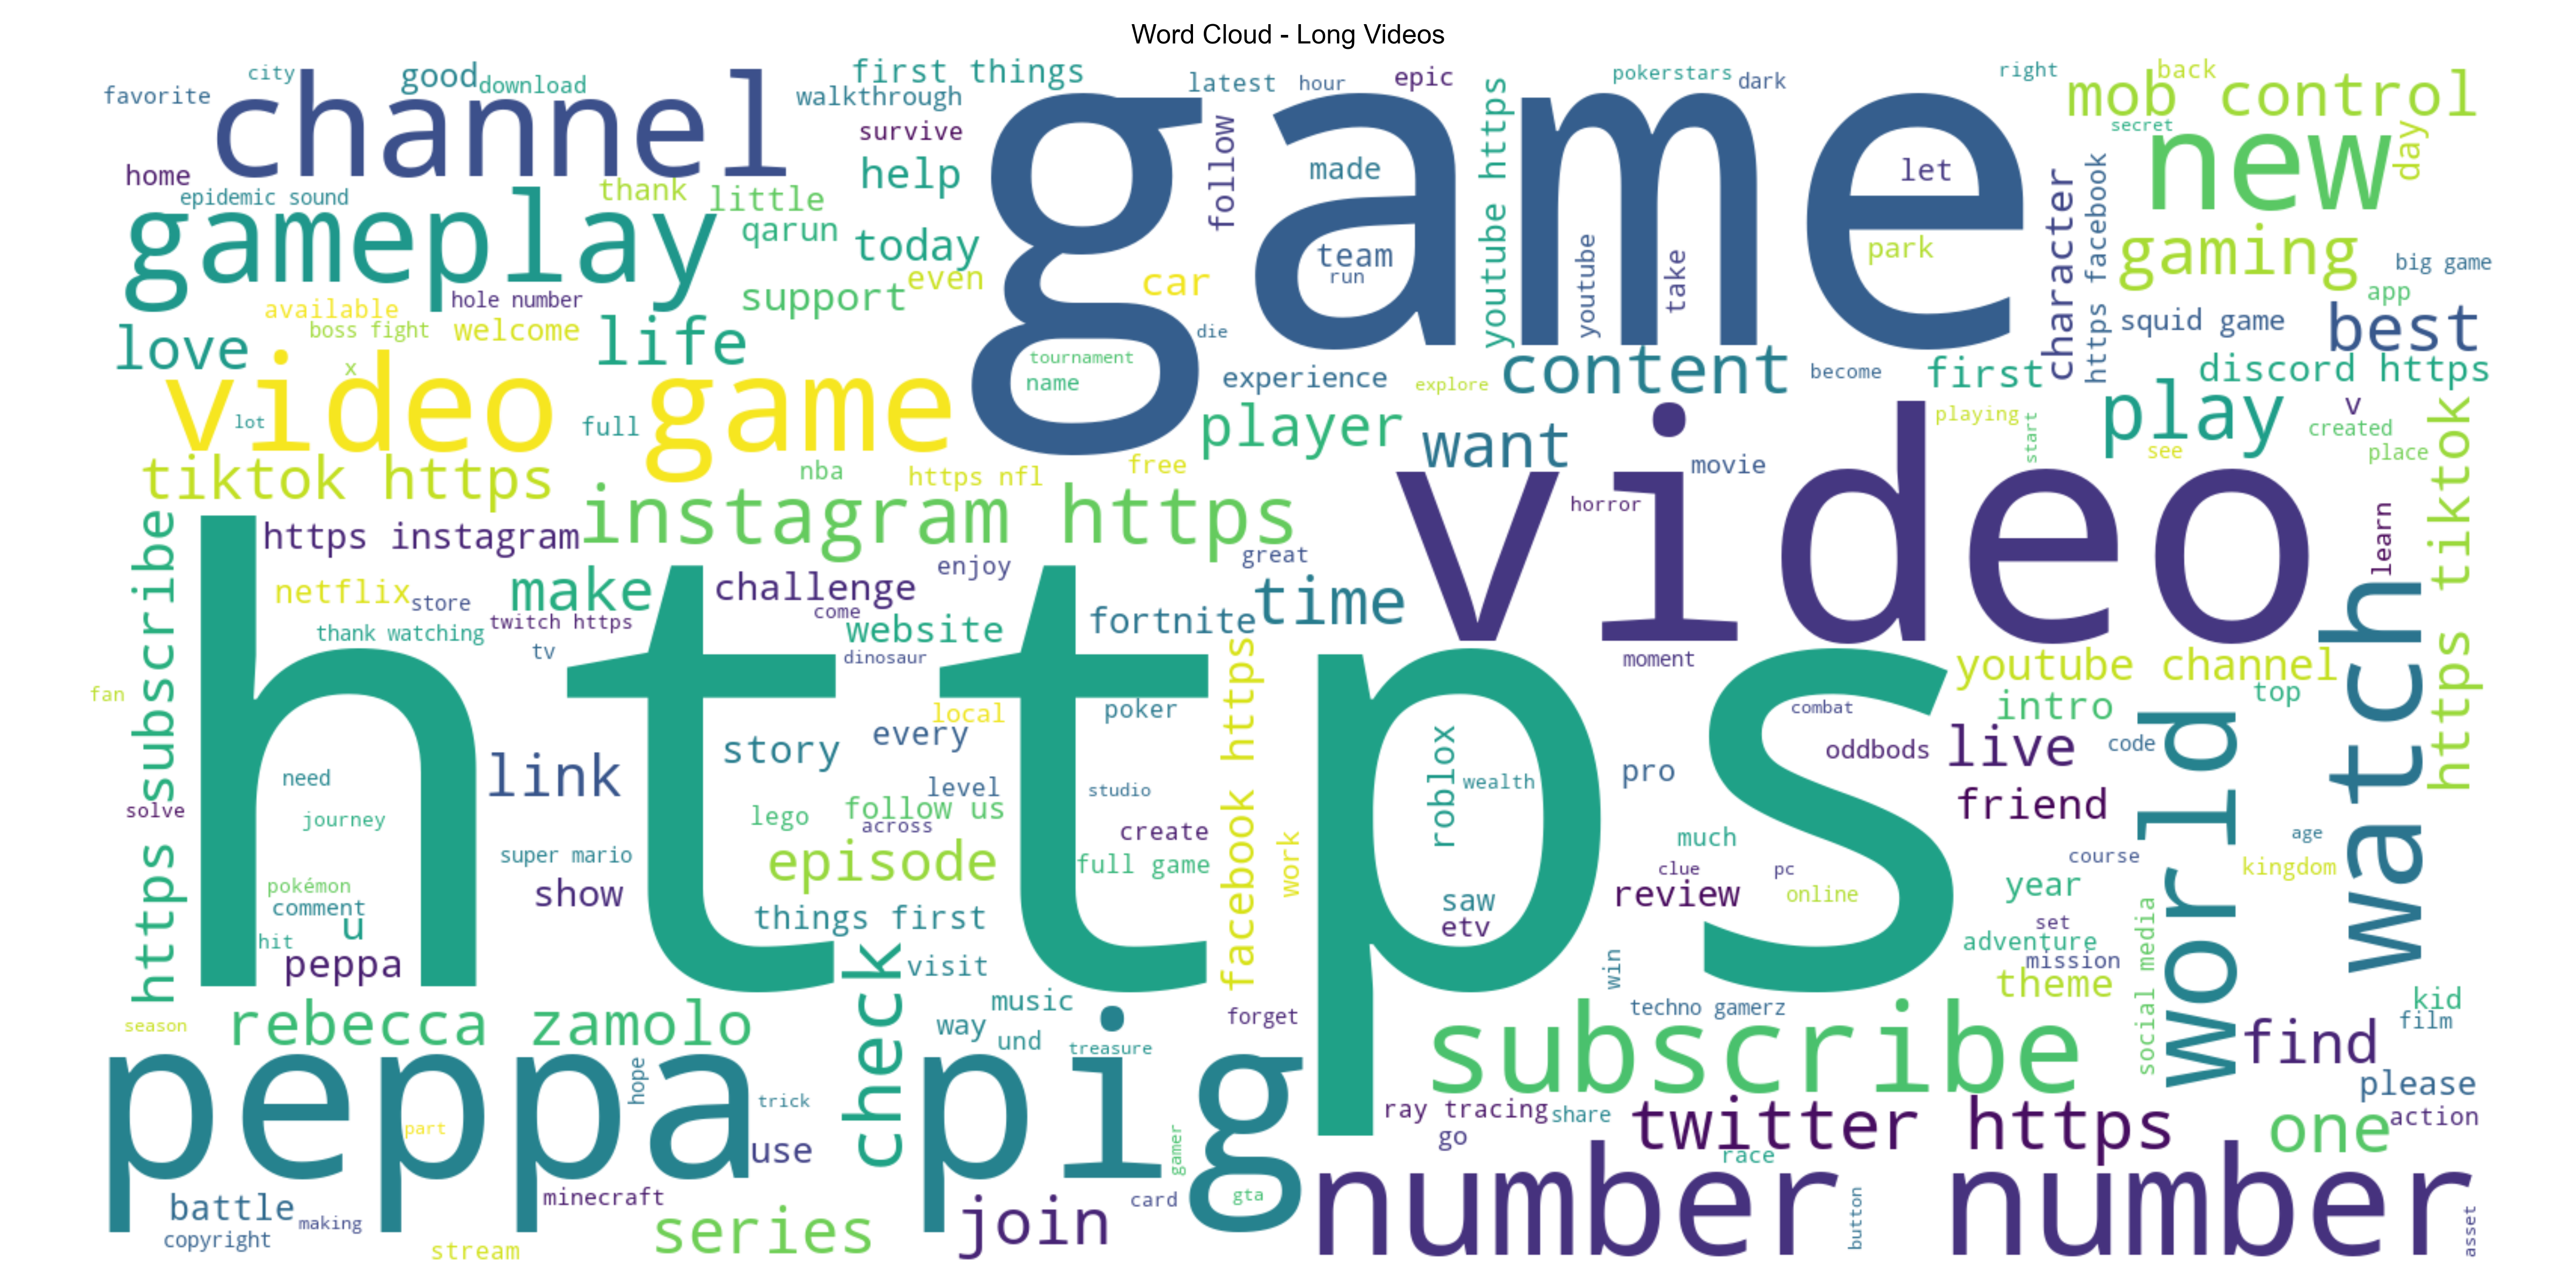 Word Cloud - Long Videos
favorite
city
channel
good
download
first things
walkthrough
latest
hour
epic
youtube https
pokerstars
dark
right
back
mob control
secret
new
day
home
epidemic sound
thank
little
survive
help
follow
game
made
let
gameplay
qarun
today
even
support
team
run
car
youtube
take
park
character
https facebook
gaming
big game
app
available
hole number
boss fight
welcome
love
life
die
squid game
best
video game
x
lot
full
tournament
name
experience
explore
content
become
first
discord https
player
want
playing
start
play
v
created
see
place
tiktok https
nba
https nfl
free
video
movie
horror
https tiktok
learn
https subscribe
https instagram
instagram https
great
enjoy
netflix
store
make
challenge
come
time
fortnite
website
twitch https
thank watching
tv
dinosaur
https
moment
youtube channel
watch
fan
local
poker
facebook https
combat
intro
top
link
story
every
oddbods
live
code
world
need
level
studio
roblox
wealth
pro
solve
journey
lego
follow us
across
create
friend
much
age
super mario
episode
full game
work
clue
pc
course
kingdom
pokémon
show
comment
saw
review
online
year
u
hit
things first
etv
set
adventure
social media
peppa
check
visit
win
mission
theme
season
rebecca zamolo
music
way
und
forget
techno gamerz
kid
film
treasure
subscribe
find
peppa pig
hope
trick
please
part
use
gamer
ray tracing
share
go
twitter https
race
one
action
battle
minecraft
card
gta
number number
making
copyright
series
join
button
asset
stream